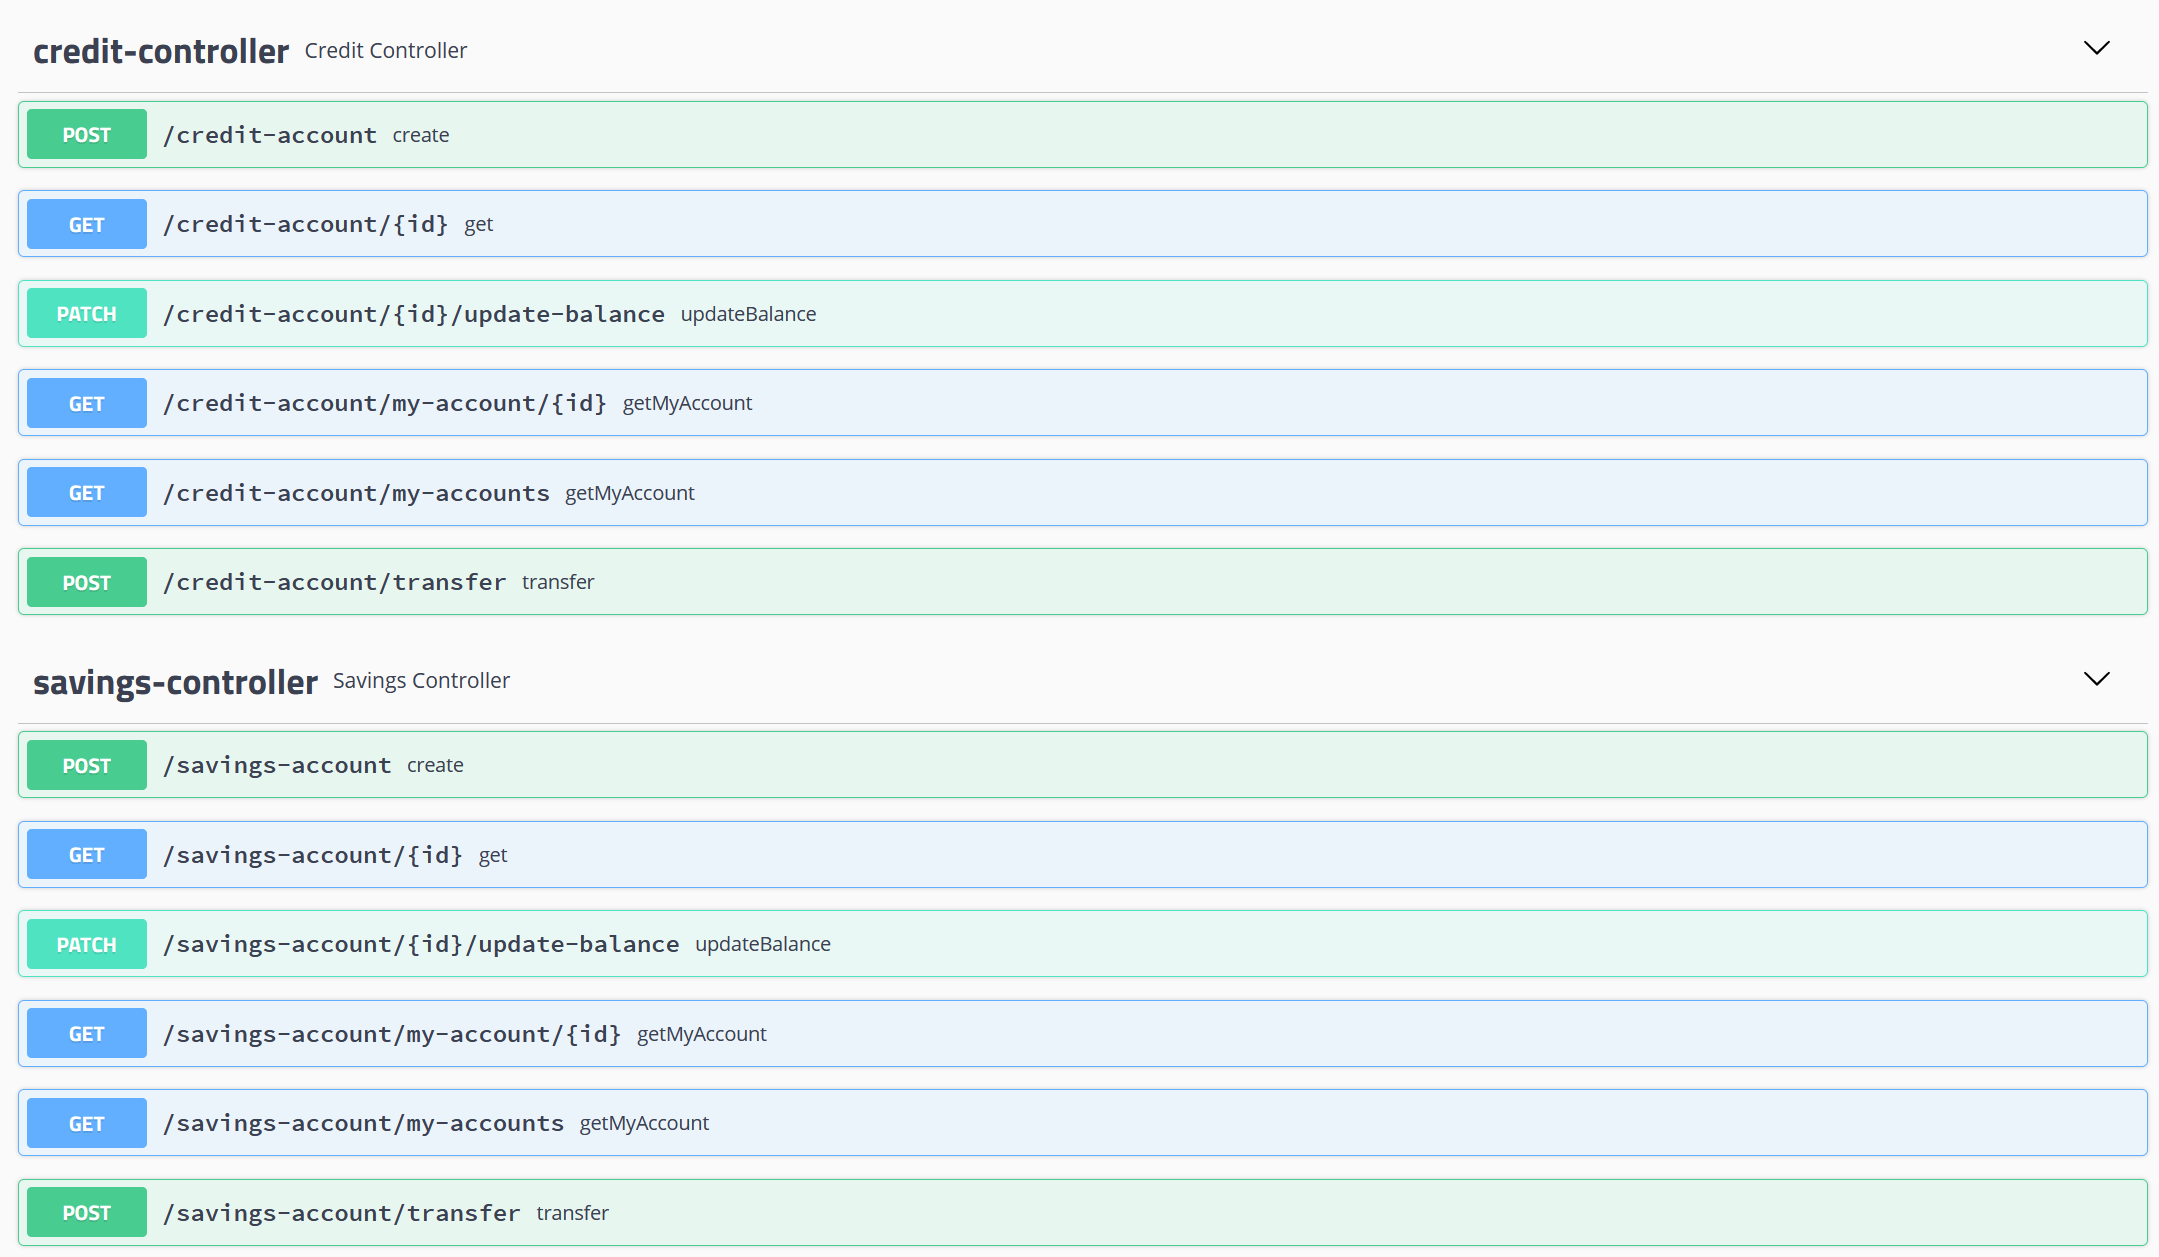 credit-controller Credit Controller
POST /credit-account create
GET /credit-account/{id} get
PATCH /credit-account/{id}/update-balance updateBalance
GET /credit-account/my-account/{id} getMyAccount
GET /credit-account/my-accounts getMyAccount
POST /credit-account/transfer transfer
savings-controller Savings Controller
POST /savings-account create
GET /savings-account/{id} get
PATCH /savings-account/{id}/update-balance updateBalance
GET /savings-account/my-account/{id} getMyAccount
GET /savings-account/my-accounts getMyAccount
POST /savings-account/transfer transfer